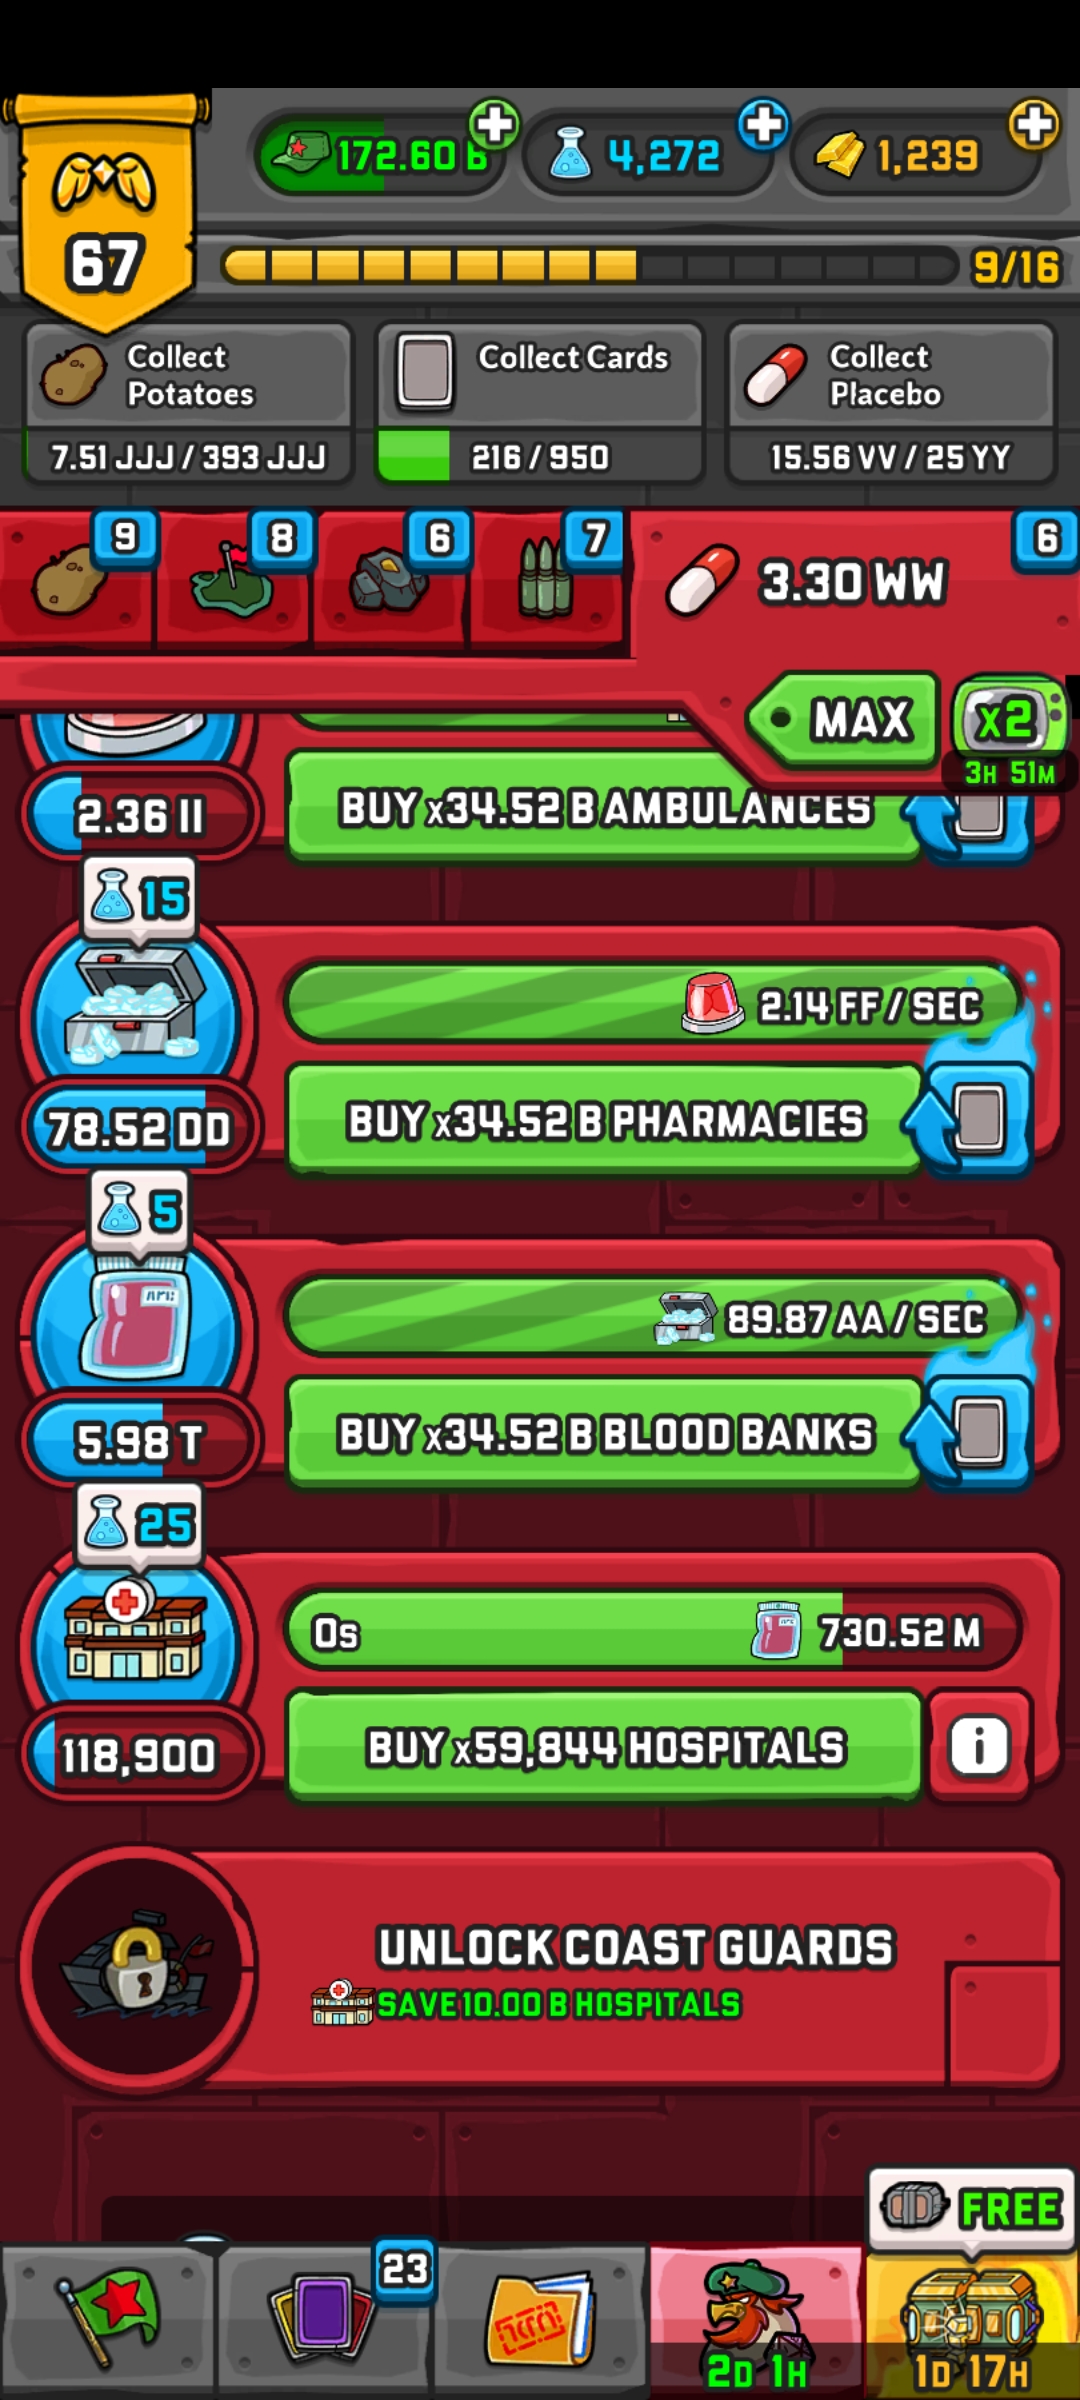 172.60 B
4,272
1,239
67
9/16
Collect
Potatoes
7.51 JJJ / 393 JJJ
Collect Cards
216 / 950
Collect
Placebo
15.56 VV / 25 YY
9
8
6
7
3.30 WW
6
MAX
x2
3H 51M
2.36 II
BUY x34.52 B AMBULANCES
15
2.14 FF / SEC
78.52 DD
BUY x34.52 B PHARMACIES
5
89.87 AA / SEC
5.98 T
BUY x34.52 B BLOOD BANKS
25
0s
730.52 M
118,900
BUY x59,844 HOSPITALS
i
UNLOCK COAST GUARDS
SAVE 10.00 B HOSPITALS
FREE
23
2D 1H
1D 17H